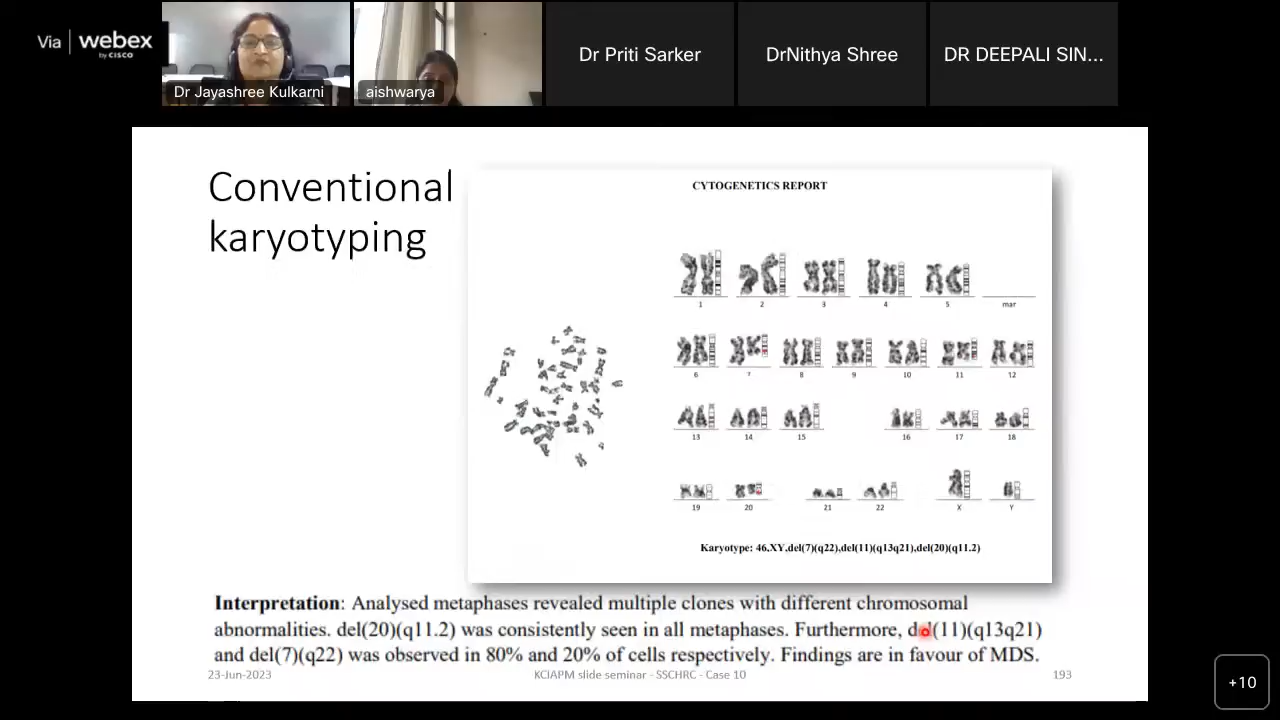 Via webex
by CISCO
Dr Jayashree Kulkarni
aishwarya
Dr Priti Sarker
DrNithya Shree
DR DEEPALI SIN...
Conventional
karyotyping
CYTOGENETICS REPORT
1 2 3 4 5 mar
6 7 8 9 10 11 12
13 14 15 16 17 18
19 20 21 22 X Y
Karyotype: 46,XY,del(7)(q22),del(11)(q13q21),del(20)(q11.2)
Interpretation: Analysed metaphases revealed multiple clones with different chromosomal
abnormalities. del(20)(q11.2) was consistently seen in all metaphases. Furthermore, del(11)(q13q21)
and del(7)(q22) was observed in 80% and 20% of cells respectively. Findings are in favour of MDS.
23-Jun-2023 KCIAPM slide seminar - SSCHRC - Case 10 193
+10